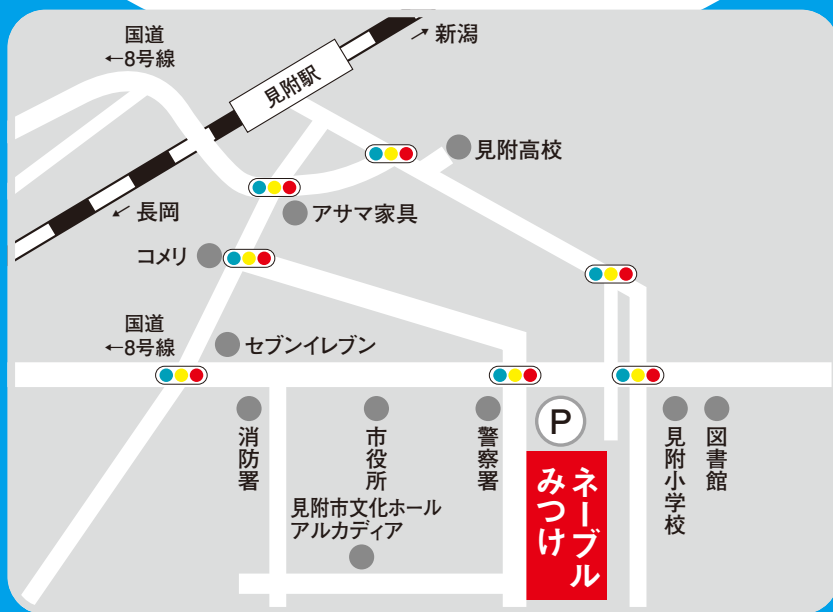 国道
←8号線
↗新潟
見附駅
見附高校
↙長岡
アサマ家具
コメリ
国道
←8号線
セブンイレブン
消防署
市役所
警察署
P
見附小学校
図書館
ネーブル
みつけ
見附市文化ホール
アルカディア